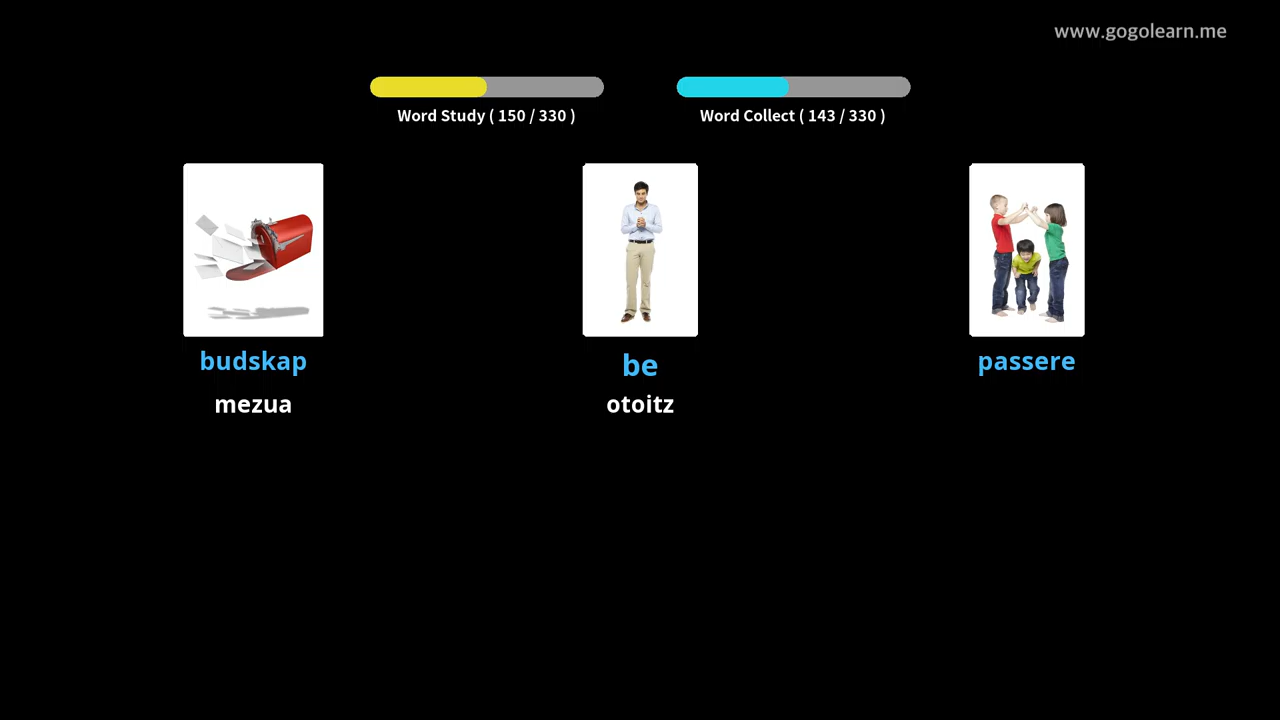 www.gogolearn.me
Word Study ( 150 / 330 )
Word Collect ( 143 / 330 )
budskap
be
passere
mezua
otoitz